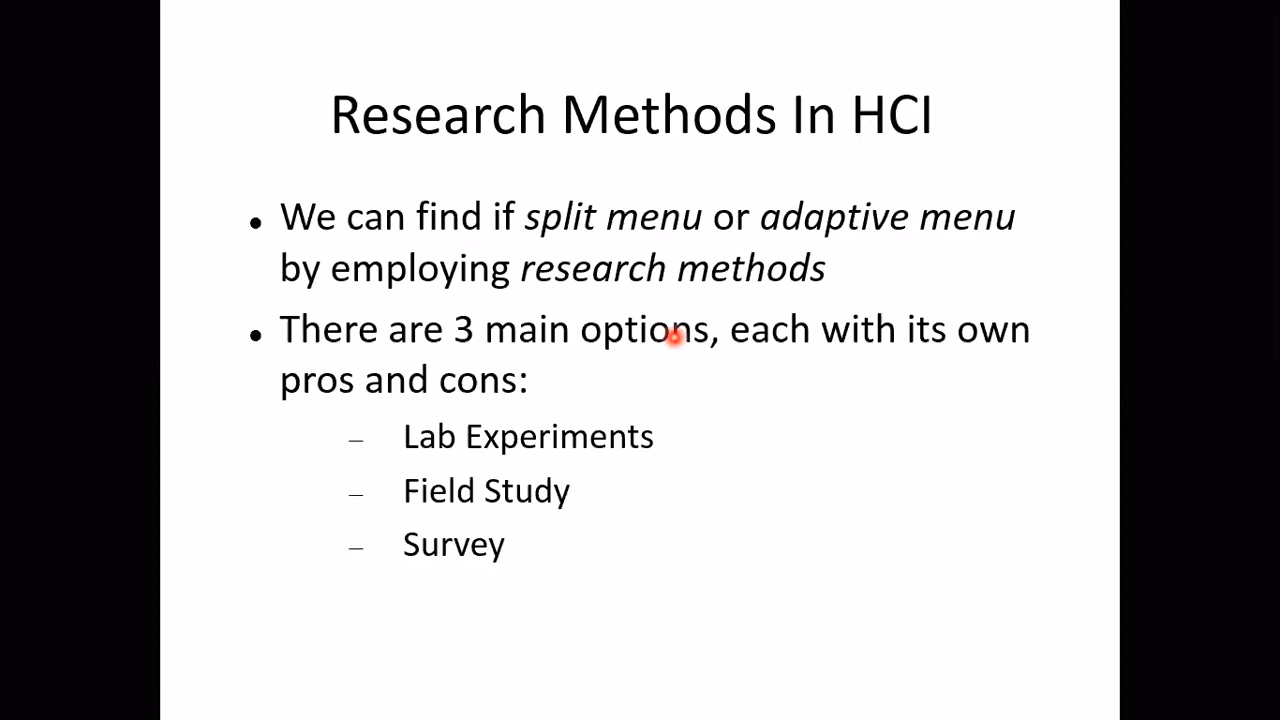 Research Methods In HCI
• We can find if split menu or adaptive menu
by employing research methods
• There are 3 main options, each with its own
pros and cons:
– Lab Experiments
– Field Study
– Survey